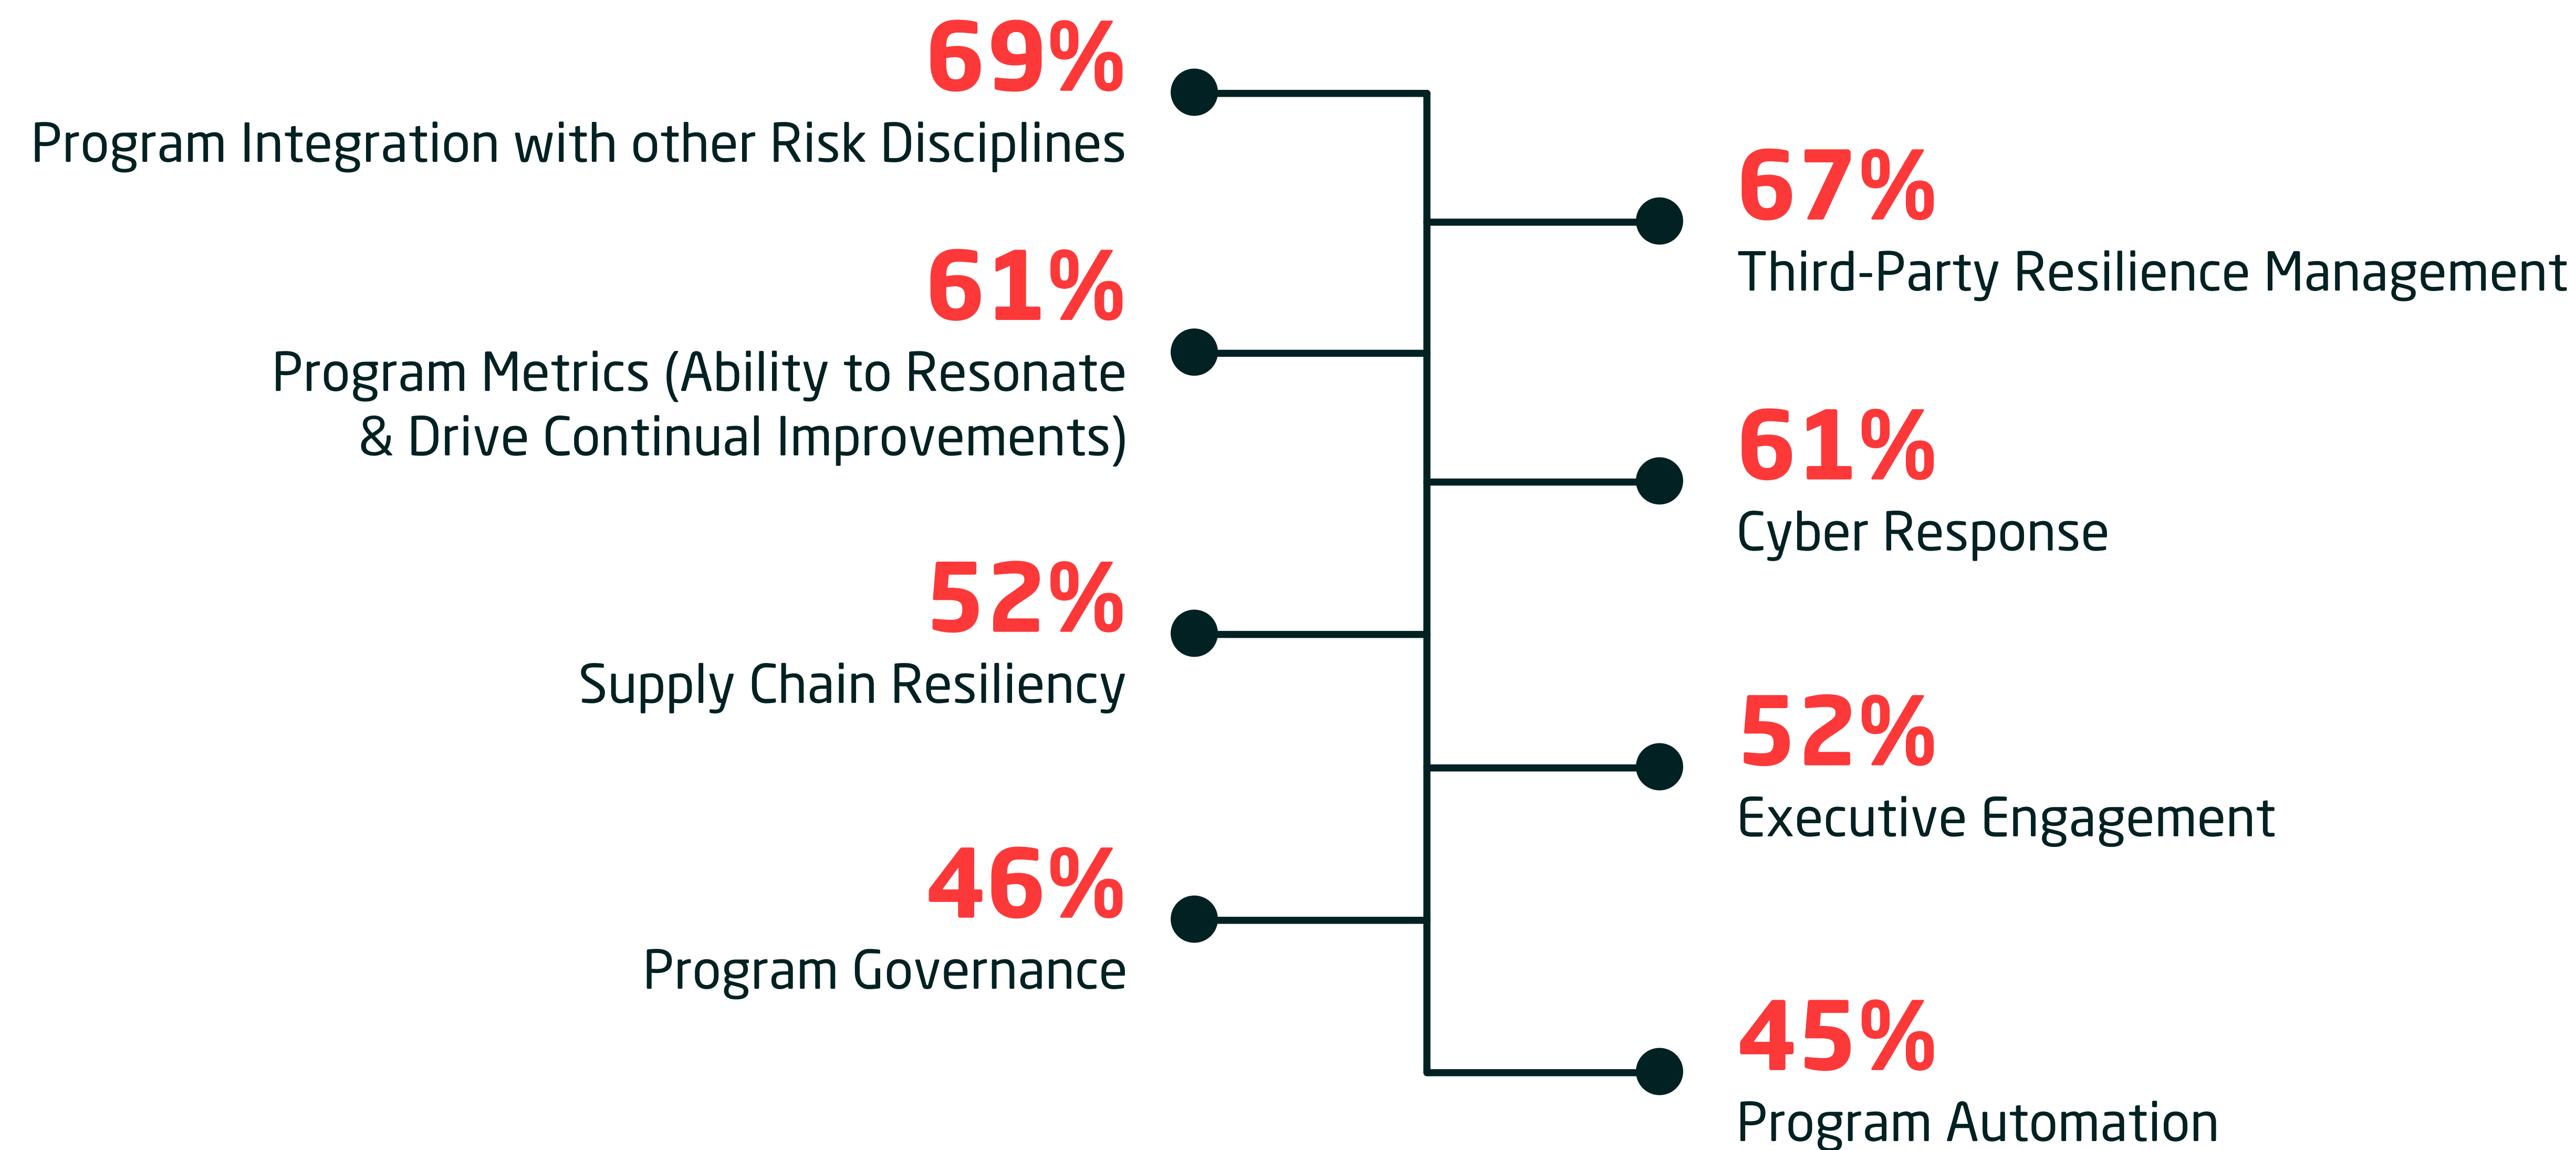 69%
Program Integration with other Risk Disciplines
67%
Third-Party Resilience Management
61%
Program Metrics (Ability to Resonate
& Drive Continual Improvements)
61%
Cyber Response
52%
Supply Chain Resiliency
52%
Executive Engagement
46%
Program Governance
45%
Program Automation